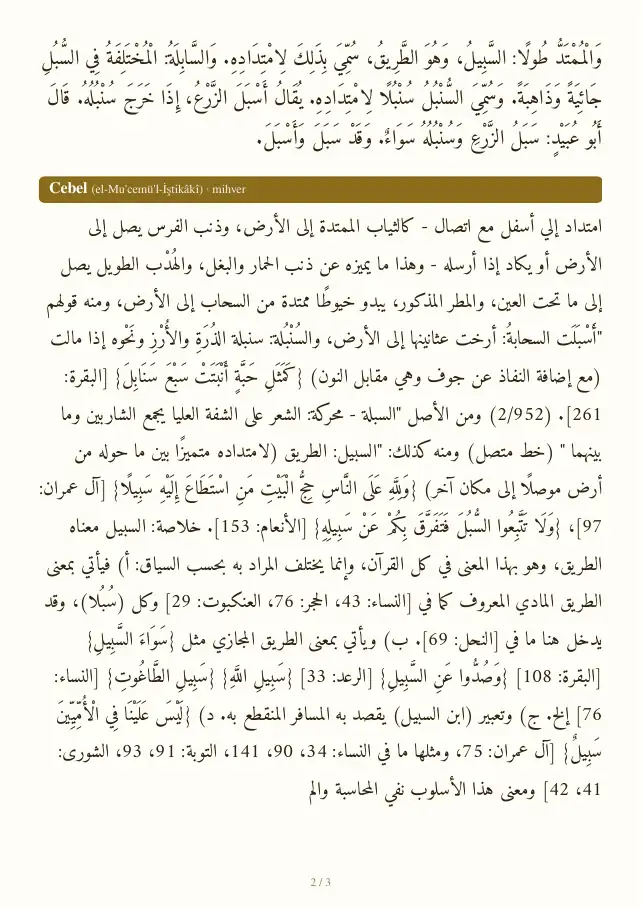 وَالْمُمْتَدُّ طُولًا: السَّبِيلُ، وَهُوَ الطَّرِيقُ، سُمِّيَ بِذَلِكَ لِامْتِدَادِهِ. وَالسَّابِلَةُ: الْمُخْتَلِفَةُ فِي السُّبُلِ
جَائِيَةً وَذَاهِبَةً. وَسُمِّيَ السُّنْبُلُ سُنْبُلًا لِامْتِدَادِهِ. يُقَالُ أَسْبَلَ الزَّرْعُ، إِذَا خَرَجَ سُنْبُلُهُ. قَالَ
أَبُو عُبَيْدٍ: سَبَلُ الزَّرْعِ وَسُنْبُلُهُ سَوَاءٌ. وَقَدْ سَبَلَ وَأَسْبَلَ.
Cebel (el-Mu'cemü'l-İştikâkî) · mihver
امتداد إلي أسفل مع اتصال - كالثياب الممتدة إلى الأرض، وذنب الفرس يصل إلى
الأرض أو يكاد إذا أرسله - وهذا ما يميزه عن ذنب الحمار والبغل، والهُدْب الطويل يصل
إلى ما تحت العين، والمطر المذكور، يبدو خيوطًا ممتدة من السحاب إلى الأرض، ومنه قولهم
"أَسْبَلَت السحابةُ: أرخت عثانينها إلى الأرض، والسُنْبُلة: سنبلة الذُرَةِ والأُرْزِ ونَحْوِه إذا مالت
(مع إضافة النفاذ عن جوف وهي مقابل النون) {كَمَثَلِ حَبَّةٍ أَنْبَتَتْ سَبْعَ سَنَابِلَ} [البقرة:
261]. (2/952) ومن الأصل "السبلة - محركة: الشعر على الشفة العليا يجمع الشاربين وما
بينهما " (خط متصل) ومنه كذلك: "السبيل: الطريق (لامتداده متميزًا بين ما حوله من
أرض موصلًا إلى مكان آخر) {وَلِلَّهِ عَلَى النَّاسِ حِجُّ الْبَيْتِ مَنِ اسْتَطَاعَ إِلَيْهِ سَبِيلًا} [آل عمران:
97]، {وَلَا تَتَّبِعُوا السُّبُلَ فَتَفَرَّقَ بِكُمْ عَنْ سَبِيلِهِ} [الأنعام: 153]. خلاصة: السبيل معناه
الطريق، وهو بهذا المعنى في كل القرآن، وإنما يختلف المراد به بحسب السياق: أ) فيأتي بمعنى
الطريق المادي المعروف كما في [النساء: 43، الحجر: 76، العنكبوت: 29] وكل (سُبُلا)، وقد
يدخل هنا ما في [النحل: 69]. ب) ويأتي بمعنى الطريق المجازي مثل {سَوَاءَ السَّبِيلِ}
[البقرة: 108] {وَصُدُّوا عَنِ السَّبِيلِ} [الرعد: 33] {سَبِيلِ اللَّهِ} {سَبِيلِ الطَّاغُوتِ} [النساء:
76] إلخ. ج) وتعبير (ابن السبيل) يقصد به المسافر المنقطع به. د) {لَيْسَ عَلَيْنَا فِي الْأُمِّيِّينَ
سَبِيلٌ} [آل عمران: 75، ومثلها ما في النساء: 34، 90، 141، التوبة: 91، 93، الشورى:
41، 42] ومعنى هذا الأسلوب نفي المحاسبة والم
2 / 3